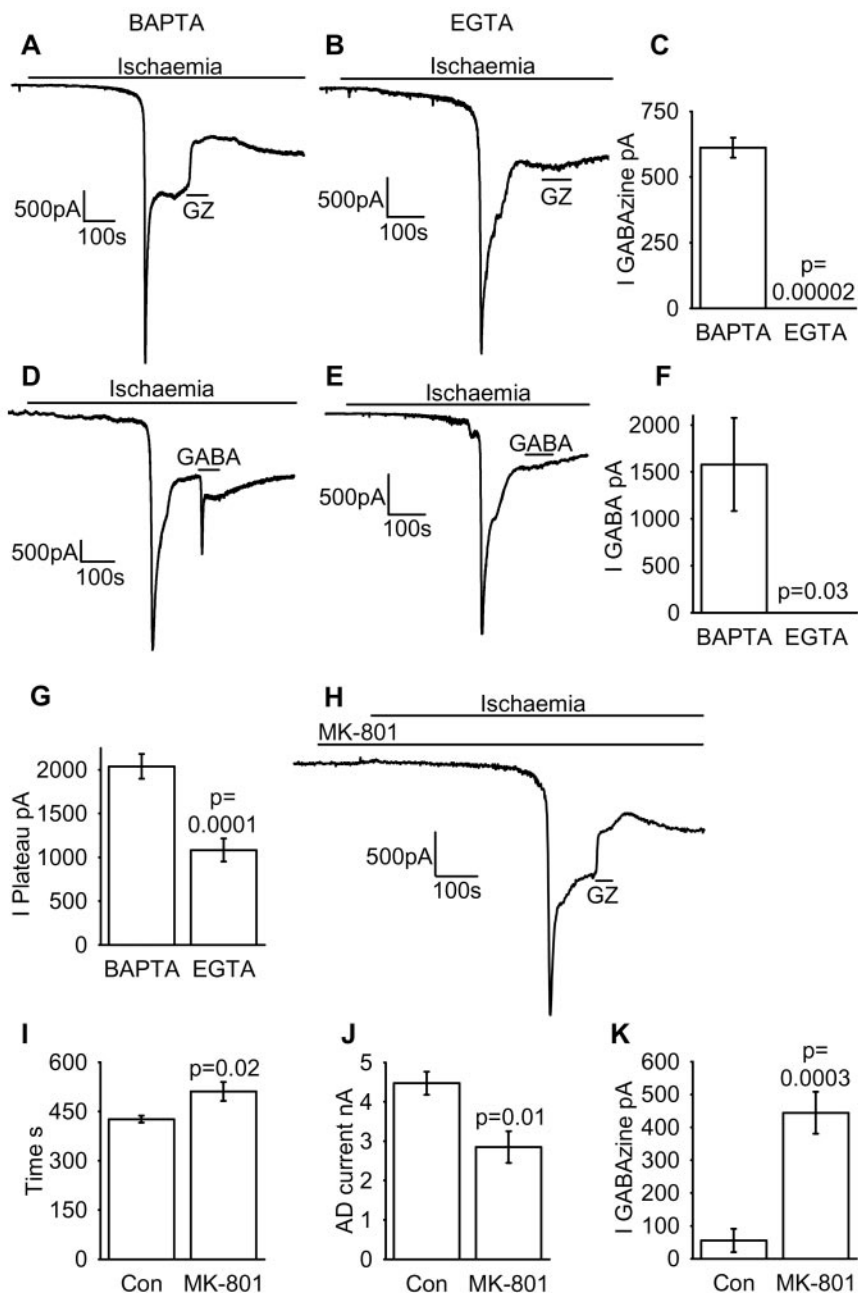 BAPTA
EGTA
A
B
C
Ischaemia
Ischaemia
500pA
100s
GZ
500pA
100s
GZ
I GABAzine pA
750
500
250
0
p=
0.00002
BAPTA EGTA
D
E
F
Ischaemia
Ischaemia
GABA
500pA
100s
GABA
500pA
100s
I GABA pA
2000
1500
1000
500
0
p=0.03
BAPTA EGTA
G
H
I Plateau pA
2000
1500
1000
500
0
p=
0.0001
BAPTA EGTA
Ischaemia
MK-801
500pA
100s
GZ
I
J
K
Time s
600
450
300
150
0
p=0.02
Con MK-801
AD current nA
5
4
3
2
1
0
p=0.01
Con MK-801
I GABAzine pA
600
500
400
300
200
100
0
p=
0.0003
Con MK-801